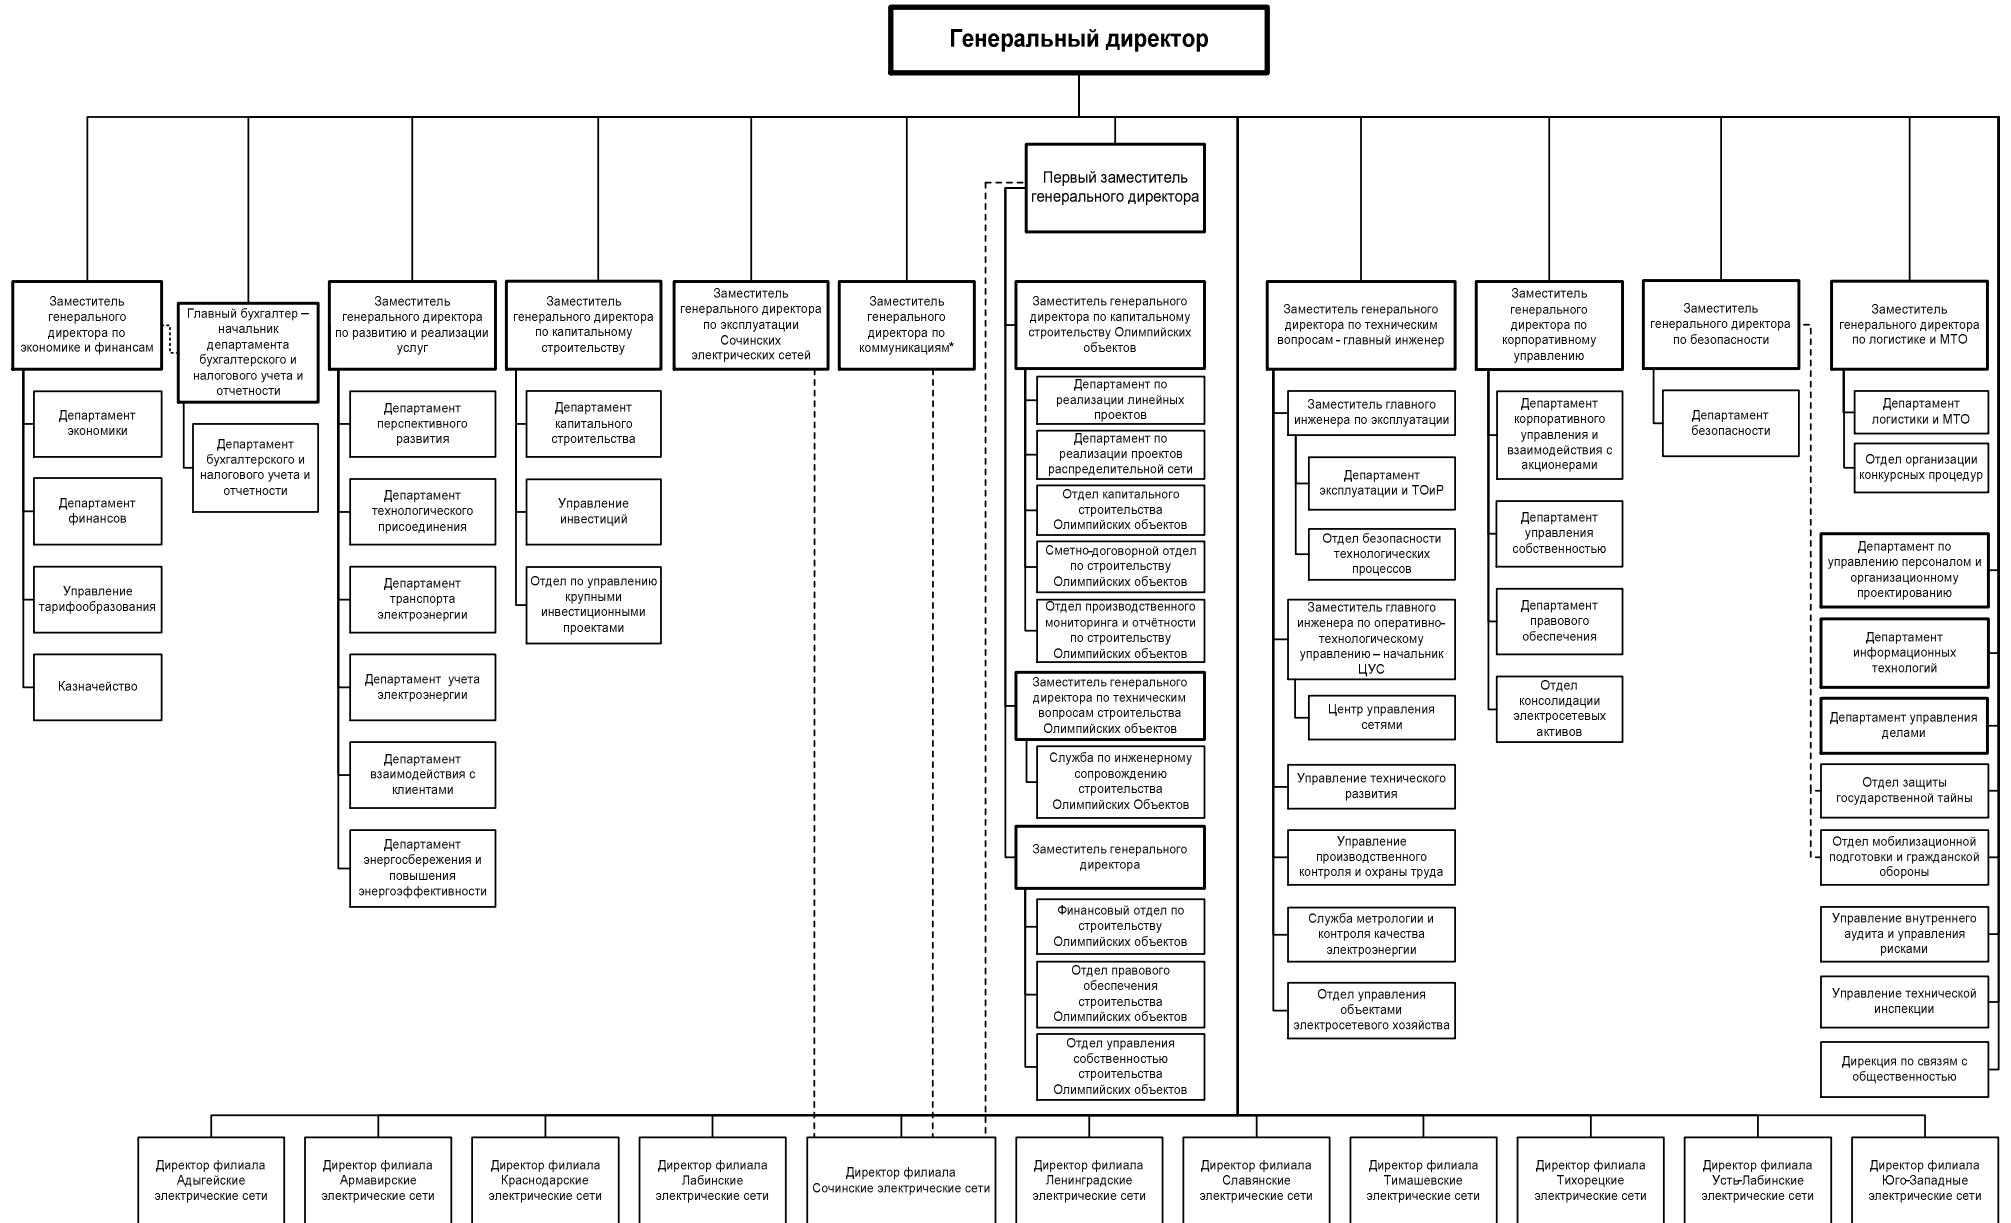 Генеральный директор
Первый заместитель
генерального директора
Заместитель
генерального
директора по
экономике и финансам
Департамент
экономики
Департамент
финансов
Управление
тарифообразования
Казначейство
Главный бухгалтер –
начальник
департамента
бухгалтерского и
налогового учета и
отчетности
Департамент
бухгалтерского и
налогового учета и
отчетности
Заместитель
генерального директора
по развитию и реализации
услуг
Департамент
перспективного
развития
Департамент
технологического
присоединения
Департамент
транспорта
электроэнергии
Департамент учета
электроэнергии
Департамент
взаимодействия с
клиентами
Департамент
энергосбережения и
повышения
энергоэффективности
Заместитель
генерального директора
по капитальному
строительству
Департамент
капитального
строительства
Управление
инвестиций
Отдел по управлению
крупными
инвестиционными
проектами
Заместитель
генерального директора
по эксплуатации
Сочинских
электрических сетей
Заместитель
генерального
директора по
коммуникациям*
Заместитель генерального
директора по капитальному
строительству Олимпийских
объектов
Департамент по
реализации линейных
проектов
Департамент по
реализации проектов
распределительной сети
Отдел капитального
строительства
Олимпийских объектов
Сметно-договорной отдел
по строительству
Олимпийских объектов
Отдел производственного
мониторинга и отчётности
по строительству
Олимпийских объектов
Заместитель генерального
директора по техническим
вопросам строительства
Олимпийских объектов
Служба по инженерному
сопровождению
строительства
Олимпийских Объектов
Заместитель генерального
директора
Финансовый отдел по
строительству
Олимпийских объектов
Отдел правового
обеспечения
строительства
Олимпийских объектов
Отдел управления
собственностью
строительства
Олимпийских объектов
Заместитель генерального
директора по техническим
вопросам - главный инженер
Заместитель главного
инженера по эксплуатации
Департамент
эксплуатации и ТОиР
Отдел безопасности
технологических
процессов
Заместитель главного
инженера по оперативно-
технологическому
управлению – начальник
ЦУС
Центр управления
сетями
Управление технического
развития
Управление
производственного
контроля и охраны труда
Служба метрологии и
контроля качества
электроэнергии
Отдел управления
объектами
электросетевого хозяйства
Заместитель
генерального
директора по
корпоративному
управлению
Департамент
корпоративного
управления и
взаимодействия с
акционерами
Департамент
управления
собственностью
Департамент
правового
обеспечения
Отдел
консолидации
электросетевых
активов
Заместитель
генерального директора
по безопасности
Департамент
безопасности
Заместитель
генерального директора
по логистике и МТО
Департамент
логистики и МТО
Отдел организации
конкурсных процедур
Департамент по
управлению персоналом и
организационному
проектированию
Департамент
информационных
технологий
Департамент управления
делами
Отдел защиты
государственной тайны
Отдел мобилизационной
подготовки и гражданской
обороны
Управление внутреннего
аудита и управления
рисками
Управление технической
инспекции
Дирекция по связям с
общественностью
Директор филиала
Адыгейские
электрические сети
Директор филиала
Армавирские
электрические сети
Директор филиала
Краснодарские
электрические сети
Директор филиала
Лабинские
электрические сети
Директор филиала
Сочинские электрические сети
Директор филиала
Ленинградские
электрические сети
Директор филиала
Славянские
электрические сети
Директор филиала
Тимашевские
электрические сети
Директор филиала
Тихорецкие
электрические сети
Директор филиала
Усть-Лабинские
электрические сети
Директор филиала
Юго-Западные
электрические сети